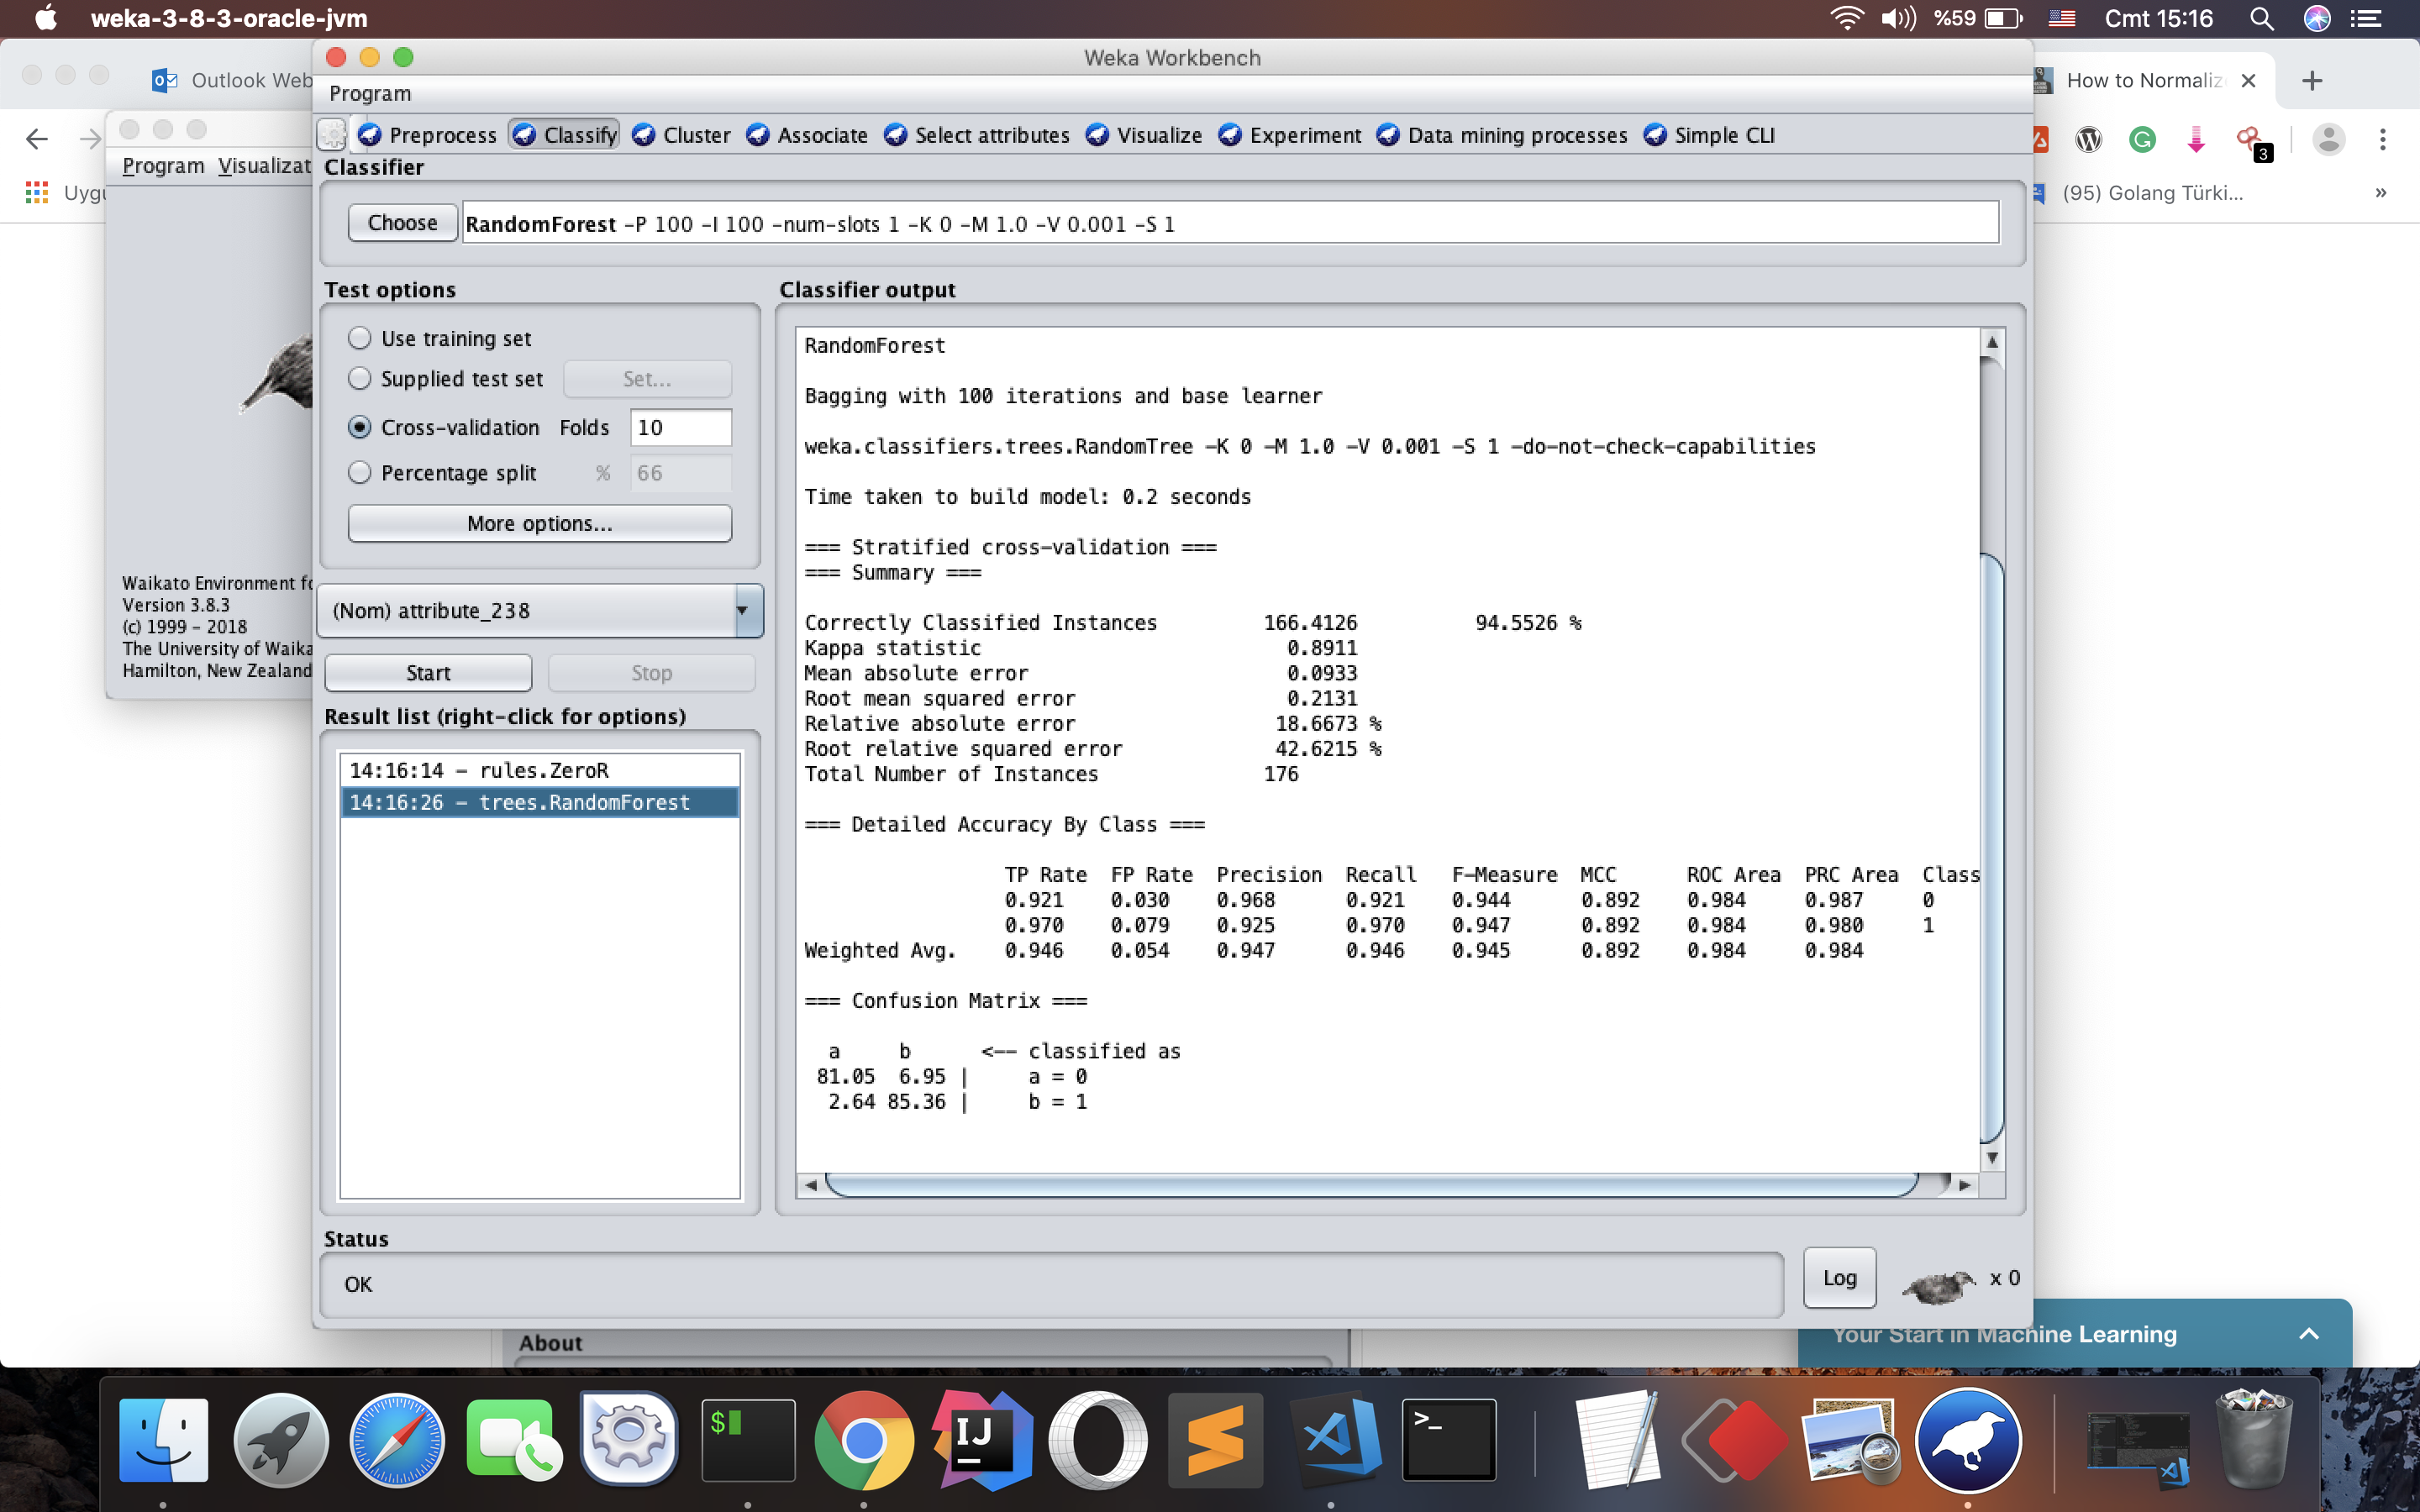 weka-3-8-3-oracle-jvm %59 Cmt 15:16
Weka Workbench
Outlook Web
How to Normaliz
Program
Preprocess Classify Cluster Associate Select attributes Visualize Experiment Data mining processes Simple CLI
Program Visualizat
3
(95) Golang Türki... »
Classifier
Choose RandomForest -P 100 -I 100 -num-slots 1 -K 0 -M 1.0 -V 0.001 -S 1
Test options
Use training set
Supplied test set Set...
Cross-validation Folds 10
Percentage split % 66
More options...
(Nom) attribute_238
Start Stop
Result list (right-click for options)
14:16:14 - rules.ZeroR
14:16:26 - trees.RandomForest
Waikato Environment fo
Version 3.8.3
(c) 1999 - 2018
The University of Waika
Hamilton, New Zealand
Classifier output
RandomForest
Bagging with 100 iterations and base learner
weka.classifiers.trees.RandomTree -K 0 -M 1.0 -V 0.001 -S 1 -do-not-check-capabilities
Time taken to build model: 0.2 seconds
=== Stratified cross-validation ===
=== Summary ===
Correctly Classified Instances 166.4126 94.5526 %
Kappa statistic 0.8911
Mean absolute error 0.0933
Root mean squared error 0.2131
Relative absolute error 18.6673 %
Root relative squared error 42.6215 %
Total Number of Instances 176
=== Detailed Accuracy By Class ===
TP Rate FP Rate Precision Recall F-Measure MCC ROC Area PRC Area Class
0.921 0.030 0.968 0.921 0.944 0.892 0.984 0.987 0
0.970 0.079 0.925 0.970 0.947 0.892 0.984 0.980 1
Weighted Avg. 0.946 0.054 0.947 0.946 0.945 0.892 0.984 0.984
=== Confusion Matrix ===
a b <-- classified as
81.05 6.95 | a = 0
2.64 85.36 | b = 1
Status
OK
Log x 0
About
Your Start in Machine Learning
$
IJ
>_